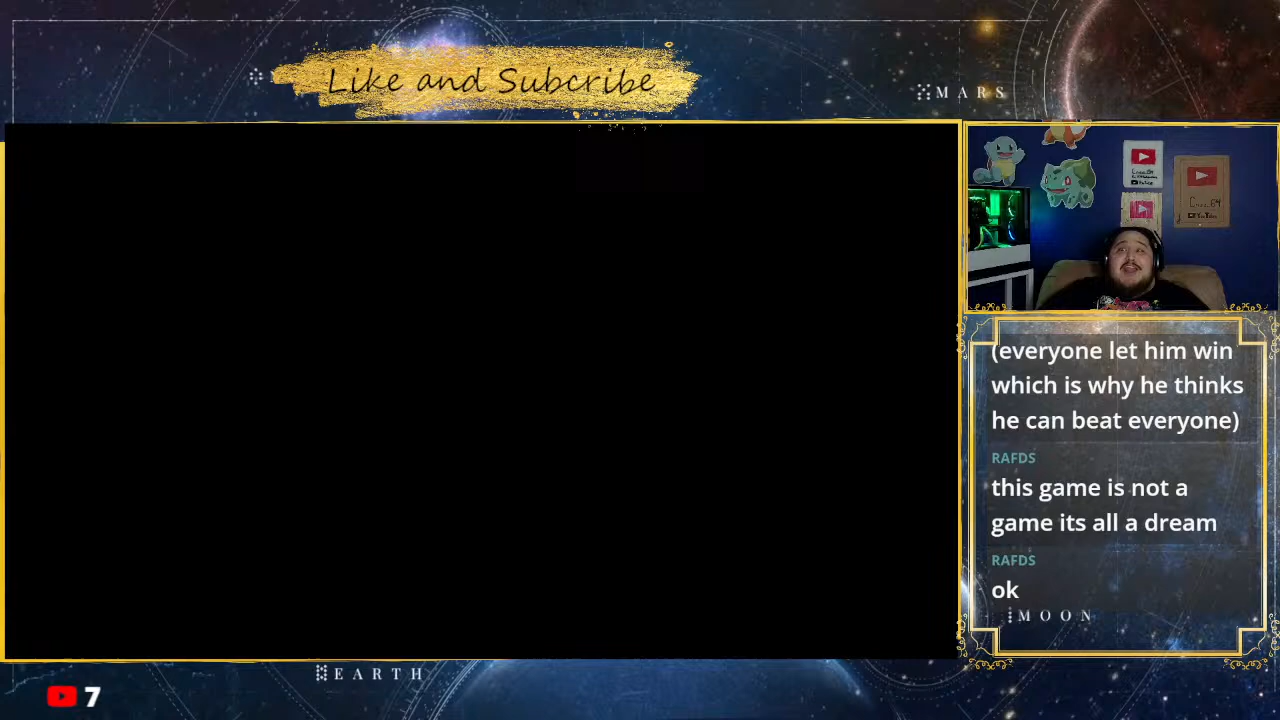 Like and Subcribe
MARS
(everyone let him win
which is why he thinks
he can beat everyone)
RAFDS
this game is not a
game its all a dream
RAFDS
ok
MOON
EARTH
7